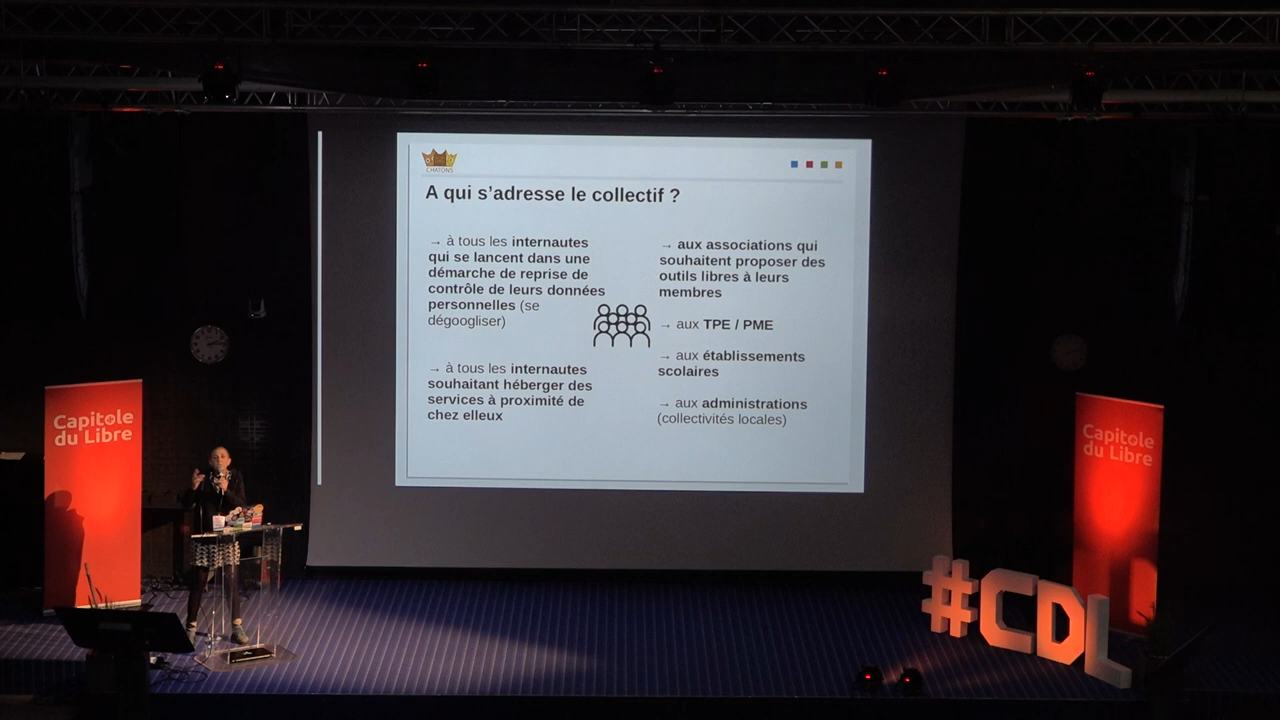 CHATONS
A qui s'adresse le collectif ?
→ à tous les internautes
qui se lancent dans une
démarche de reprise de
contrôle de leurs données
personnelles (se
dégoogliser)
→ à tous les internautes
souhaitant héberger des
services à proximité de
chez elleux
→ aux associations qui
souhaitent proposer des
outils libres à leurs
membres
→ aux TPE / PME
→ aux établissements
scolaires
→ aux administrations
(collectivités locales)
Capitole
du Libre
Capitole
du Libre
#CDL